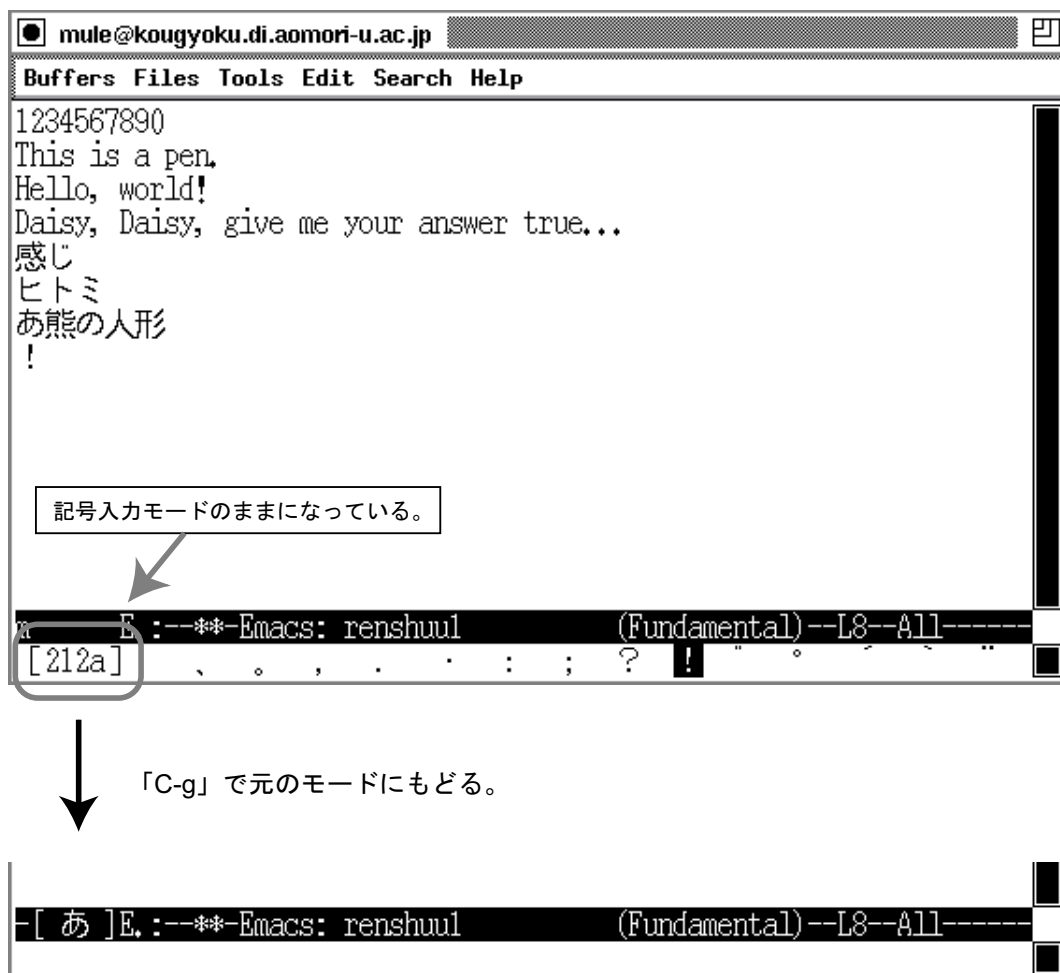 mule@kougyoku.di.aomori-u.ac.jp
Buffers Files Tools Edit Search Help
1234567890
This is a pen.
Hello, world!
Daisy, Daisy, give me your answer true...
感じ
ヒトミ
あ熊の人形
！
記号入力モードのままになっている。
m E.:--**-Emacs: renshuu1 (Fundamental)--L8--All------
[212a] 、 。 ， ． ・ ： ； ？ ！ ゛ ゜ ´ ｀ ¨
「C-g」で元のモードにもどる。
-[ あ ]E.:--**-Emacs: renshuu1 (Fundamental)--L8--All------